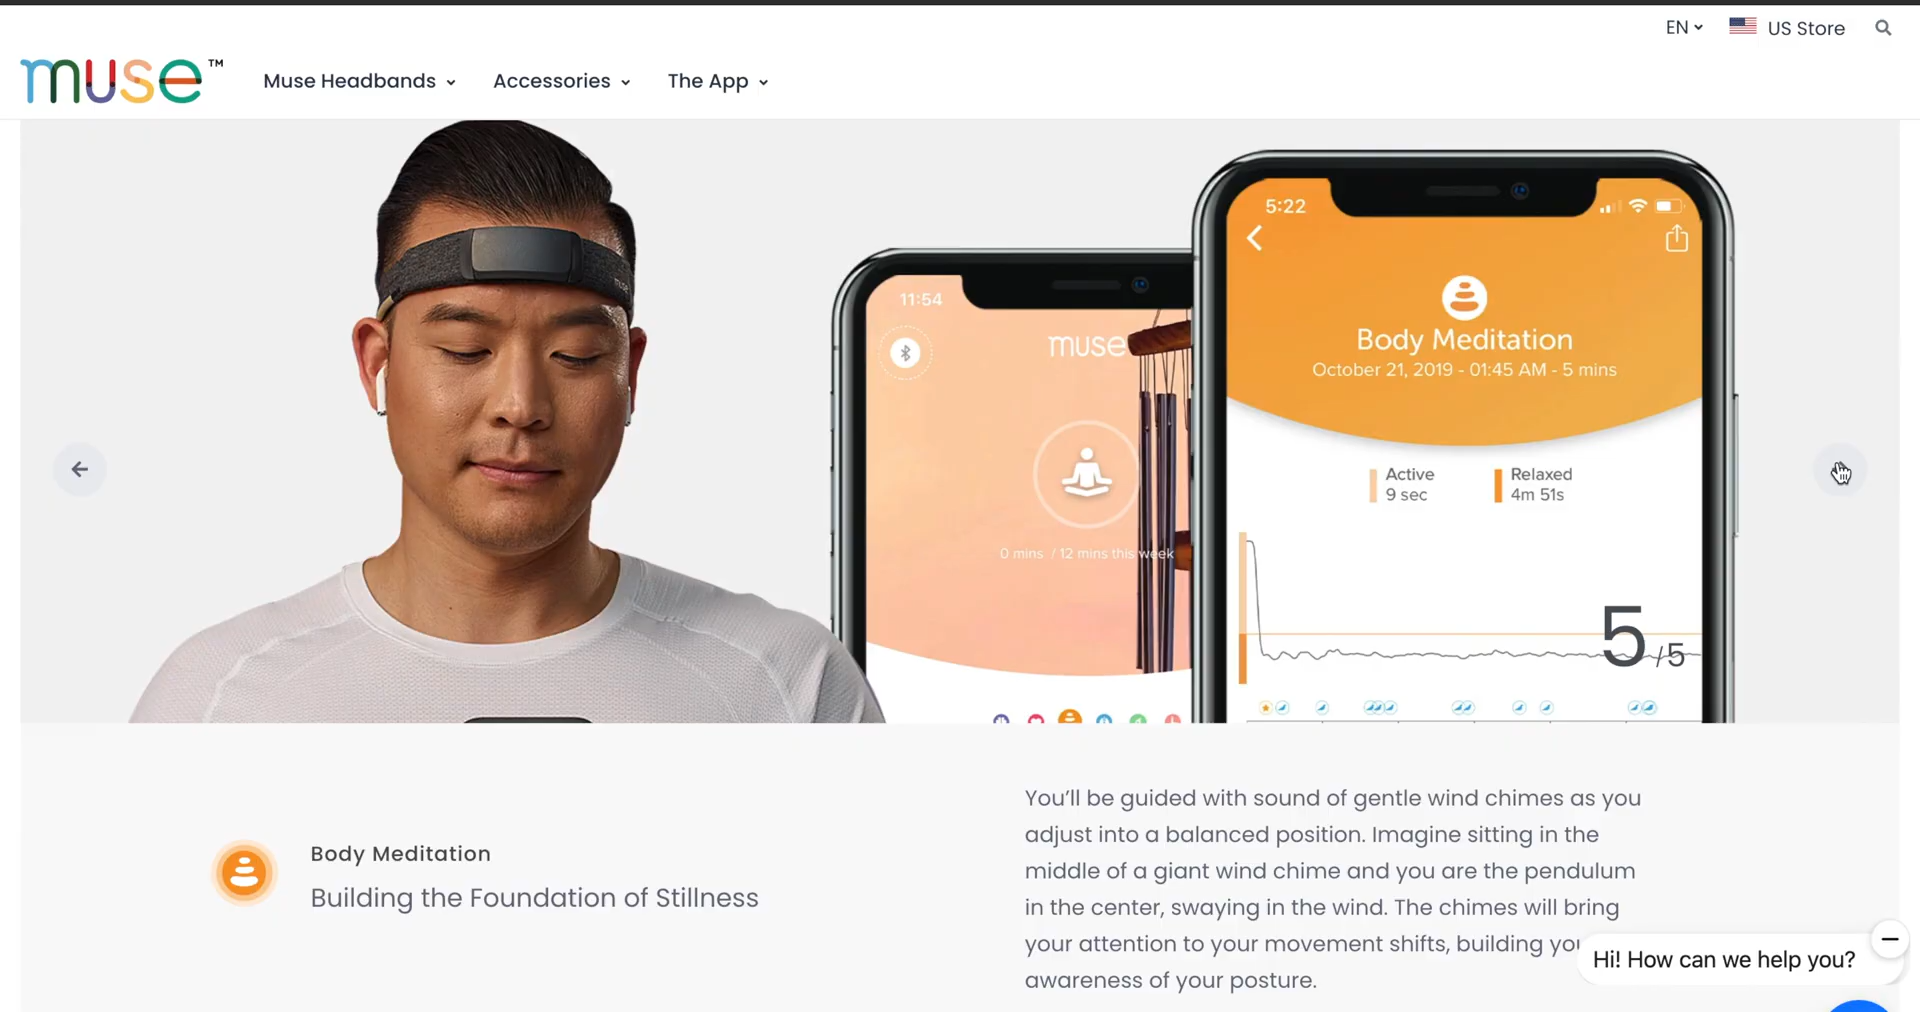 EN
US Store
muse™
Muse Headbands
Accessories
The App
muse
11:54
muse
0 mins / 12 mins this week
5:22
Body Meditation
October 21, 2019 - 01:45 AM - 5 mins
Active
9 sec
Relaxed
4m 51s
5/5
Body Meditation
Building the Foundation of Stillness
You’ll be guided with sound of gentle wind chimes as you
adjust into a balanced position. Imagine sitting in the
middle of a giant wind chime and you are the pendulum
in the center, swaying in the wind. The chimes will bring
your attention to your movement shifts, building
awareness of your posture.
Hi! How can we help you?